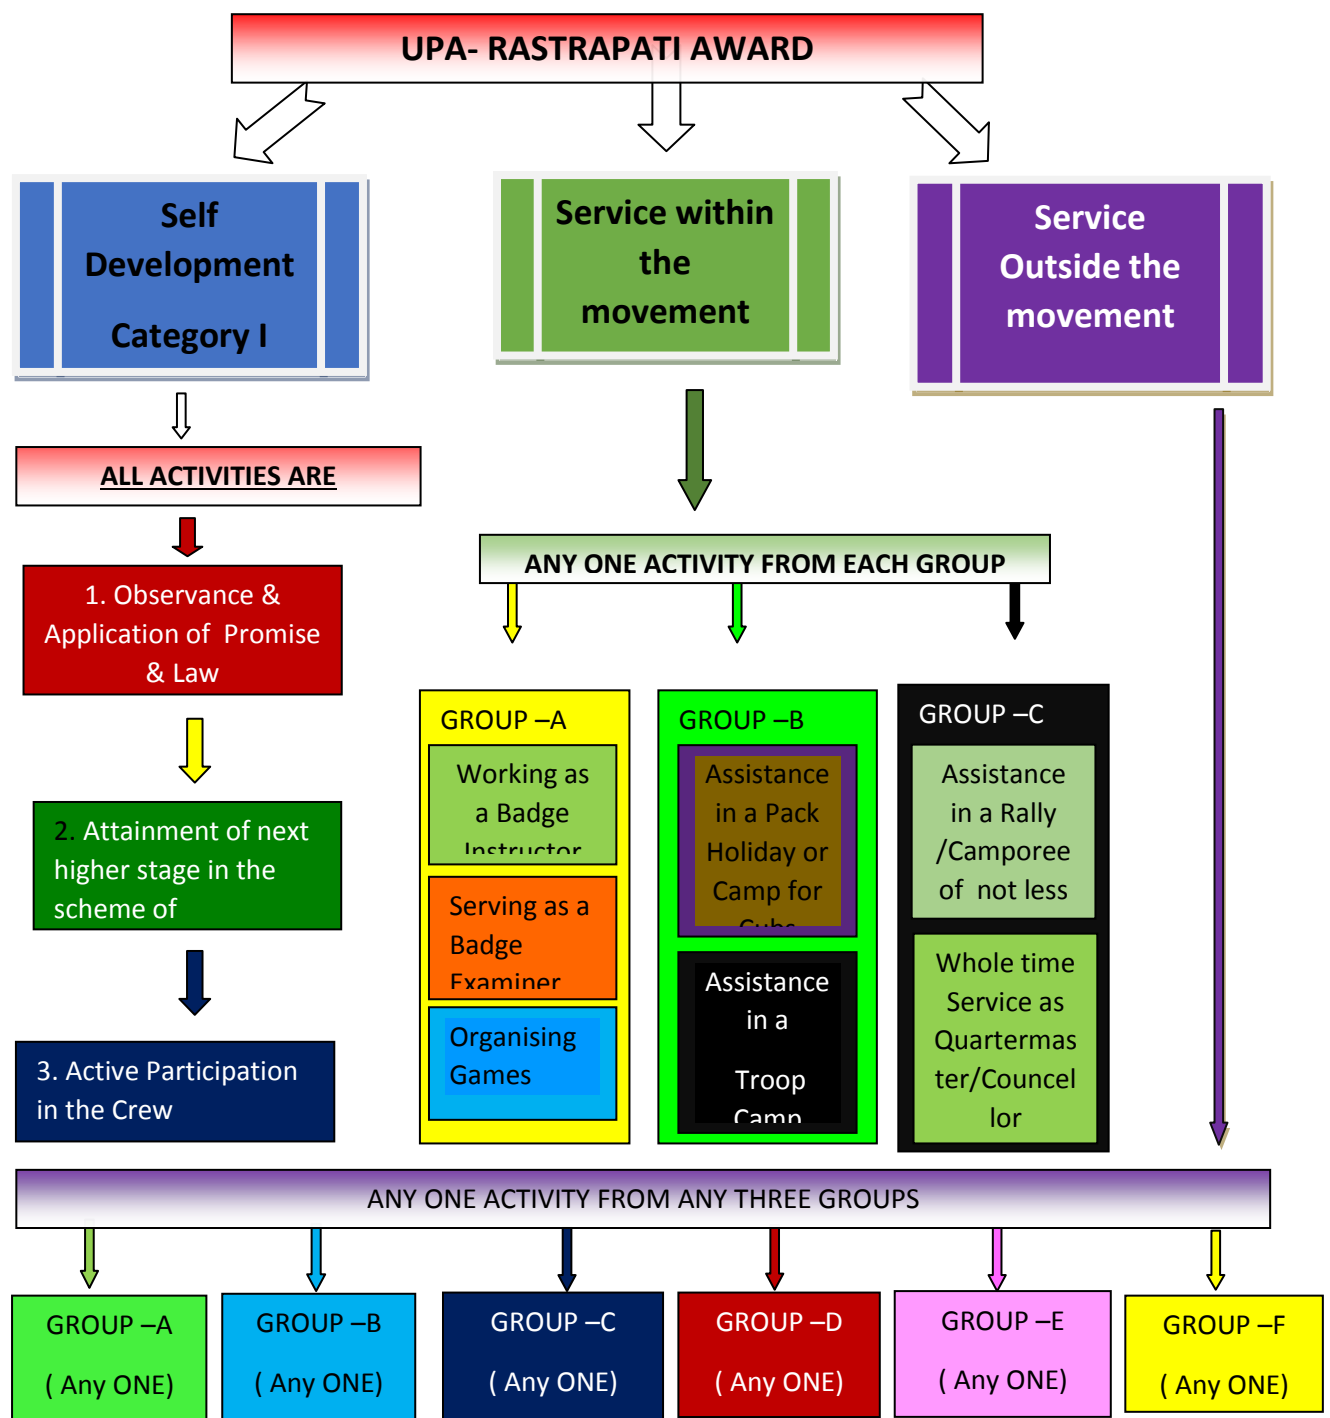 UPA- RASTRAPATI AWARD
Self
Development
Category I
Service within
the
movement
Service
Outside the
movement
ALL ACTIVITIES ARE
1. Observance &
Application of  Promise
& Law
2. Attainment of next
higher stage in the
scheme of
3. Active Participation
in the Crew
ANY ONE ACTIVITY FROM EACH GROUP
GROUP –A
Working as
a Badge
Instructor
Serving as a
Badge
Examiner
Organising
Games
GROUP –B
Assistance
in a Pack
Holiday or
Camp for
Cubs
Assistance
in a
Troop
Camp
GROUP –C
Assistance
in a Rally
/Camporee
of  not less
Whole time
Service as
Quartermas
ter/Councel
lor
ANY ONE ACTIVITY FROM ANY THREE GROUPS
GROUP –A
( Any ONE)
GROUP –B
( Any ONE)
GROUP –C
( Any ONE)
GROUP –D
( Any ONE)
GROUP –E
( Any ONE)
GROUP –F
( Any ONE)